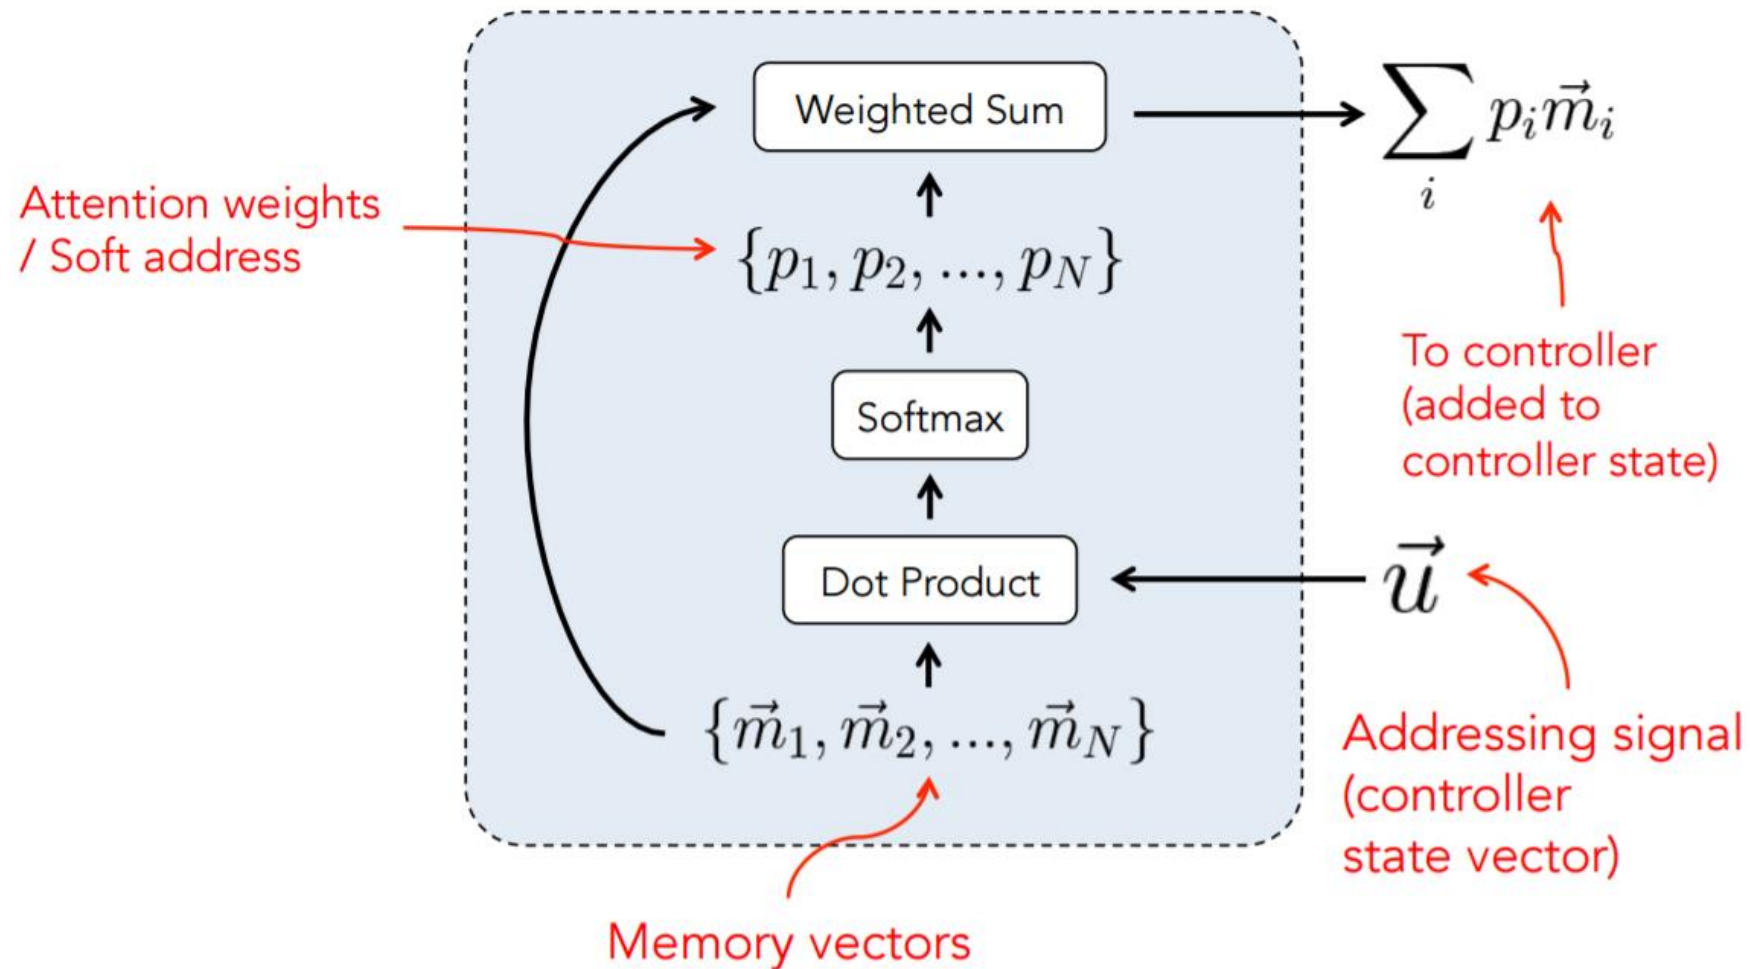 Weighted Sum
∑ᵢ pᵢm⃗ᵢ
Attention weights
/ Soft address
{p₁, p₂, ..., p_N}
To controller
(added to
controller state)
Softmax
Dot Product
u⃗
{m⃗₁, m⃗₂, ..., m⃗_N}
Addressing signal
(controller
state vector)
Memory vectors